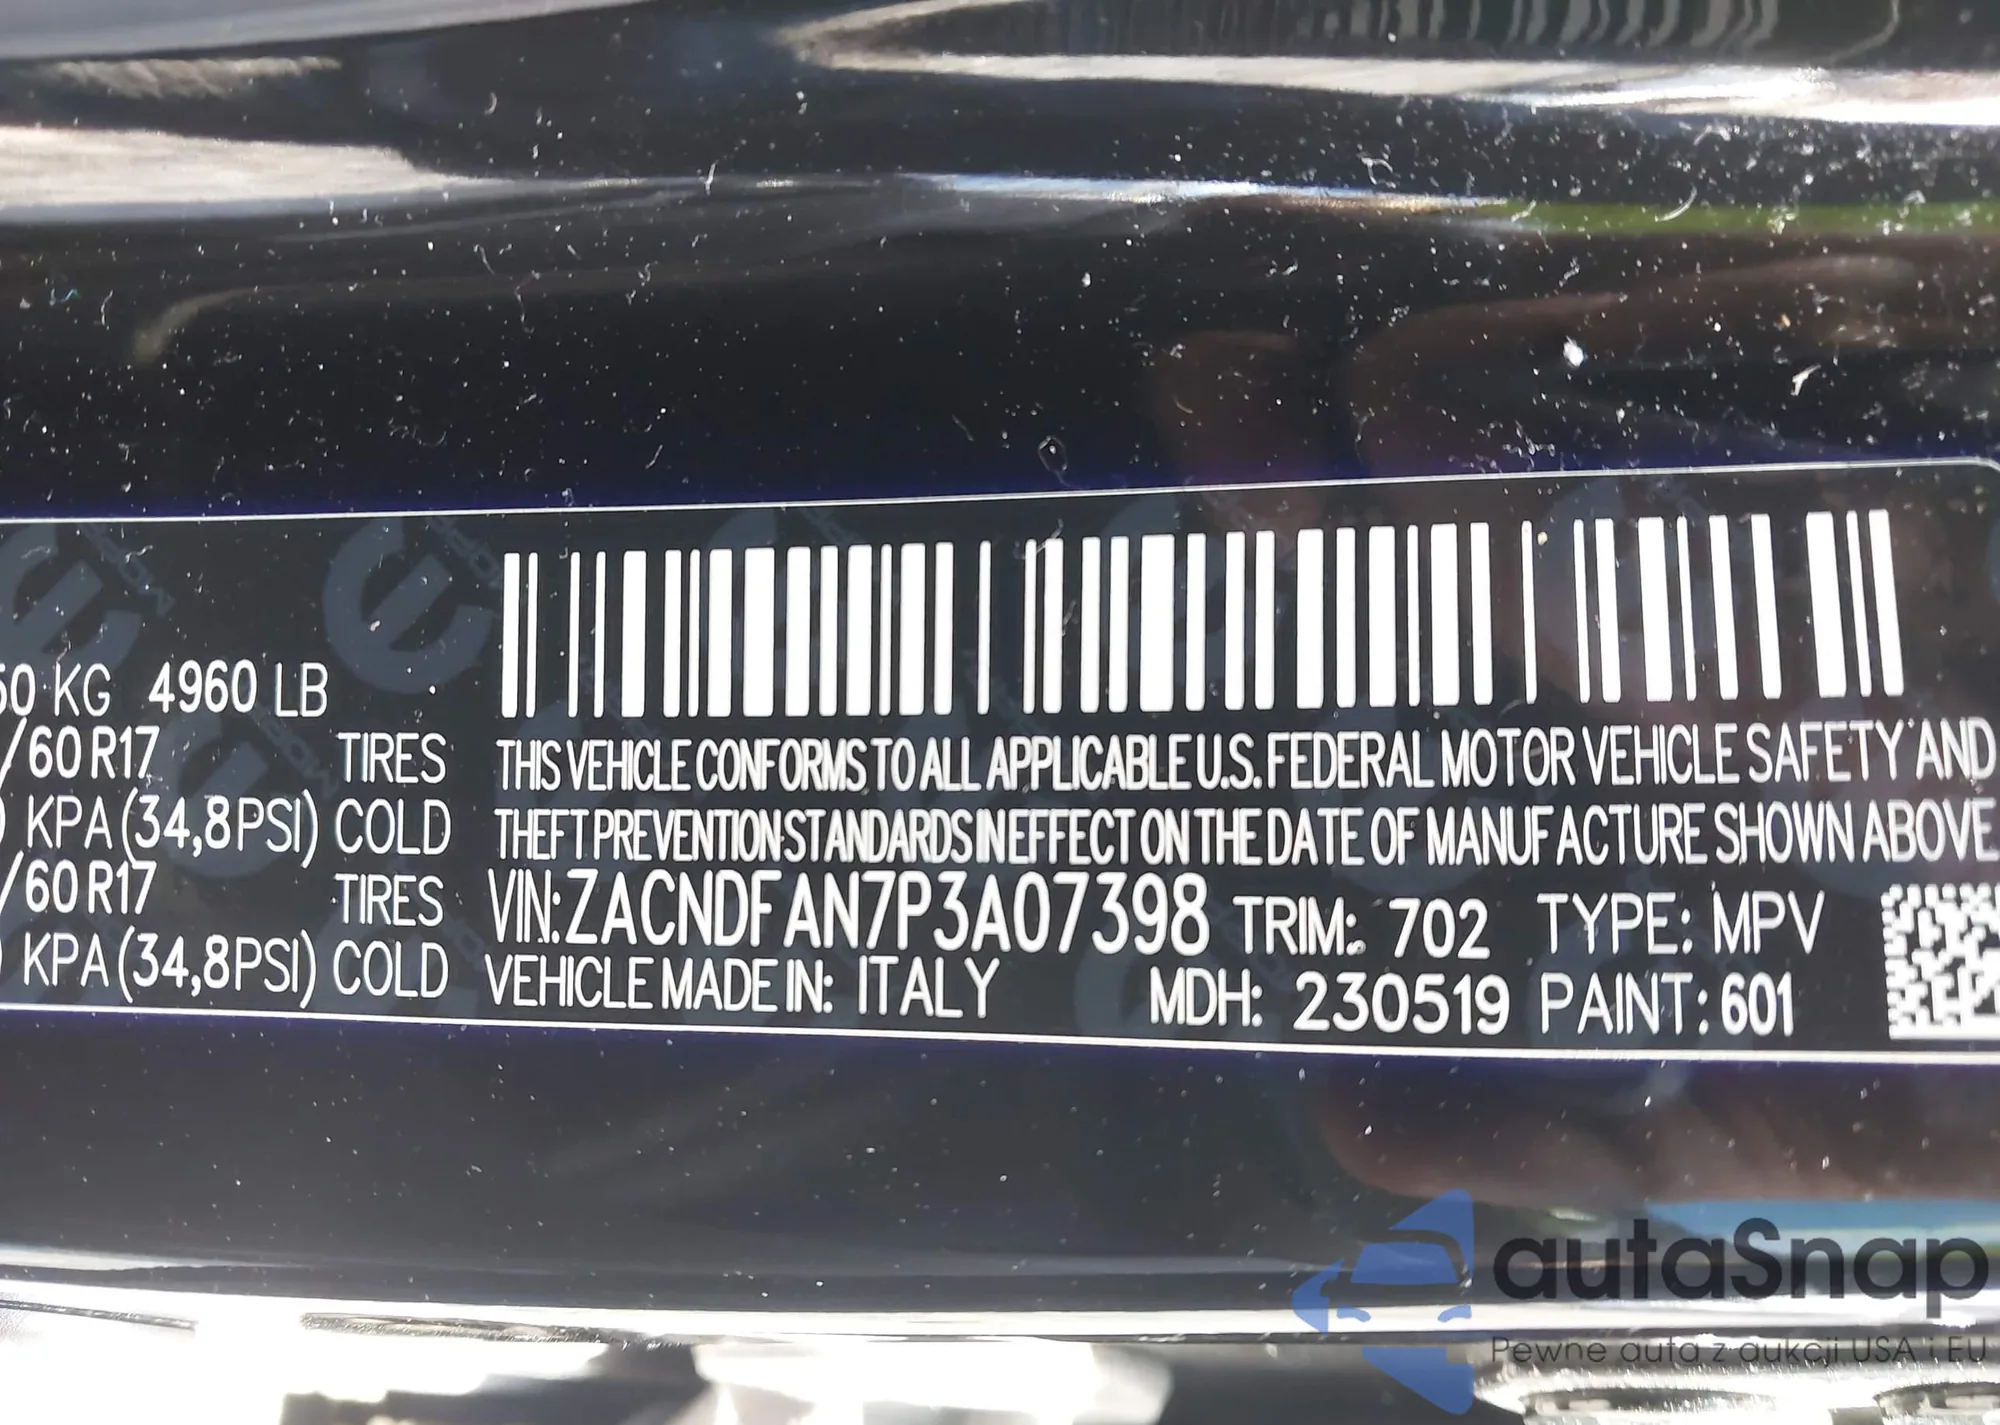 50 KG 4960 LB
/60 R17 TIRES
KPA (34,8PSI) COLD
/60 R17 TIRES
KPA (34,8PSI) COLD
THIS VEHICLE CONFORMS TO ALL APPLICABLE U.S. FEDERAL MOTOR VEHICLE SAFETY AND
THEFT PREVENTION STANDARDS IN EFFECT ON THE DATE OF MANUFACTURE SHOWN ABOVE.
VIN: ZACNDFAN7P3A07398 TRIM: 702 TYPE: MPV
VEHICLE MADE IN: ITALY MDH: 230519 PAINT: 601
autaSnap
Pewne auta z aukcji USA i EU